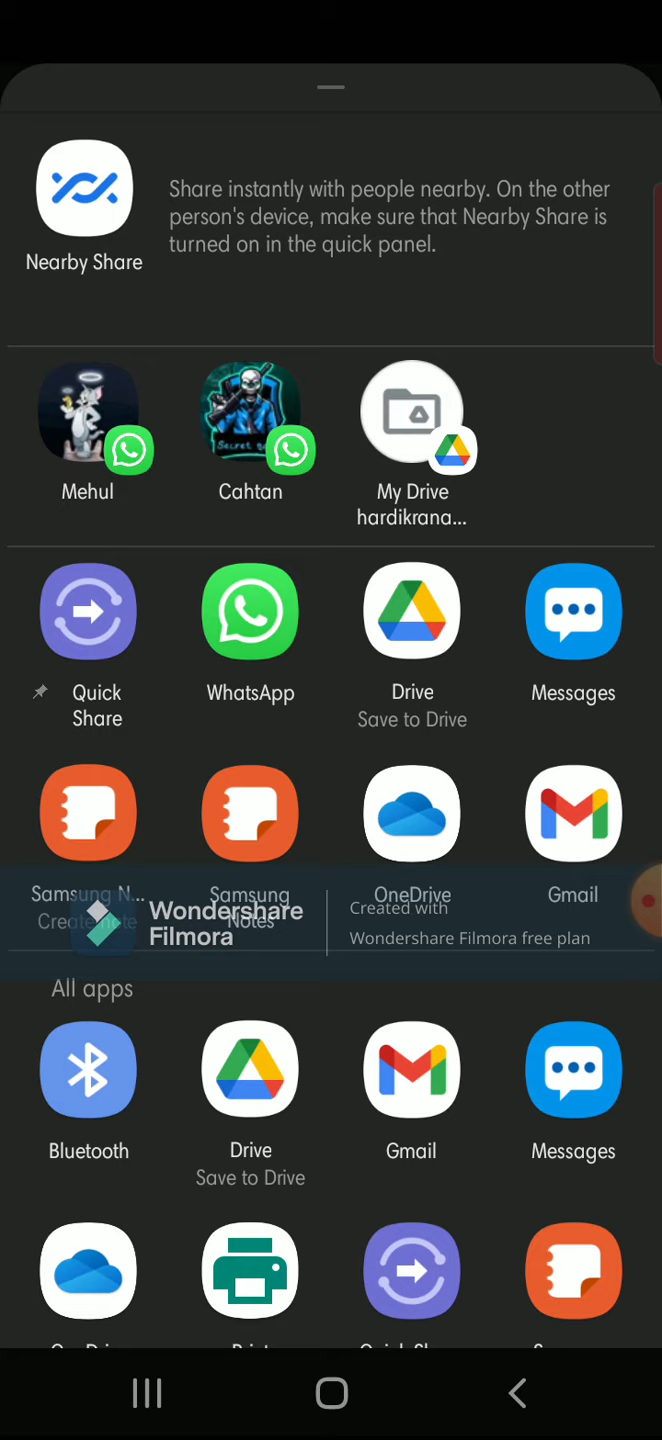 Share instantly with people nearby. On the other
person's device, make sure that Nearby Share is
turned on in the quick panel.
Nearby Share
Secret
Mehul
Cahtan
My Drive
hardikrana...
Quick
Share
WhatsApp
Drive
Save to Drive
Messages
Samsung N...
Create note
Samsung
Notes
OneDrive
Gmail
Wondershare
Filmora
Created with
Wondershare Filmora free plan
All apps
Bluetooth
Drive
Save to Drive
Gmail
Messages